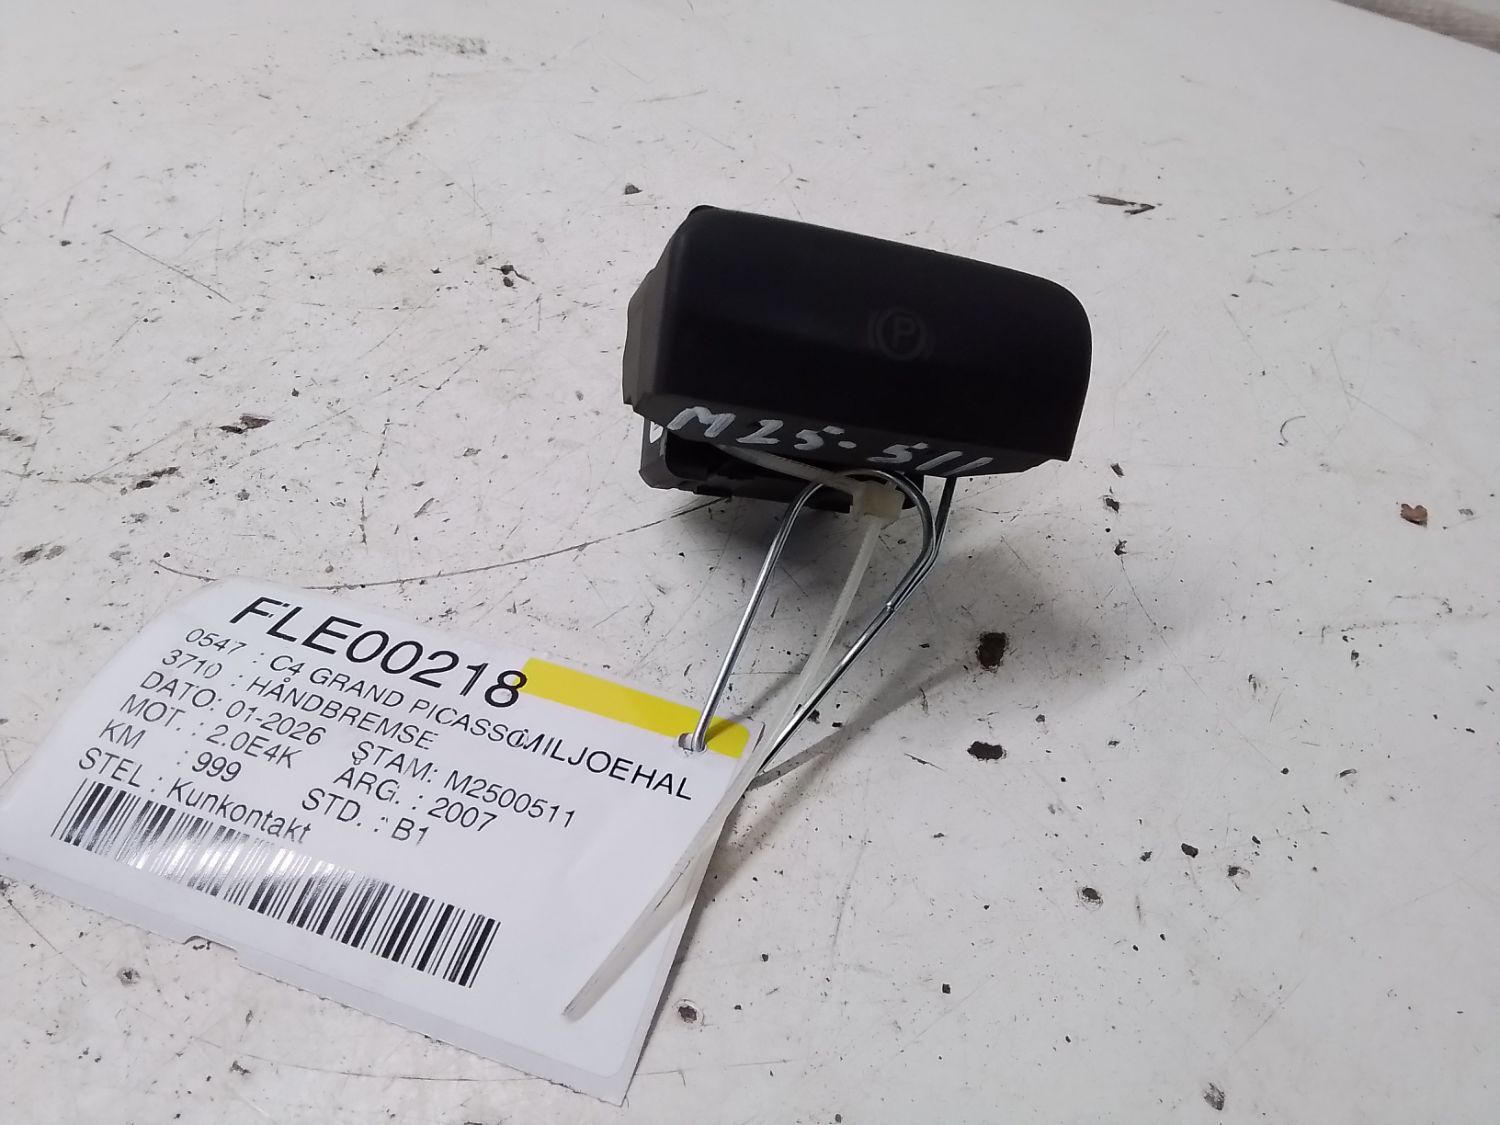 P
M25-511
FLE00218
0547 : C4 GRAND PICASSO MILJOEHAL
3710 : HÅNDBREMSE
DATO: 01-2026 STAM: M2500511
MOT. : 2.0E4K ÅRG. : 2007
KM : 999 STD. : B1
STEL : Kunkontakt